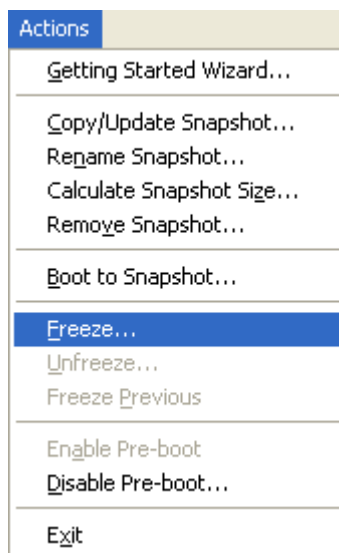 Actions
Getting Started Wizard...
Copy/Update Snapshot...
Rename Snapshot...
Calculate Snapshot Size...
Remove Snapshot...
Boot to Snapshot...
Freeze...
Unfreeze...
Freeze Previous
Enable Pre-boot
Disable Pre-boot...
Exit